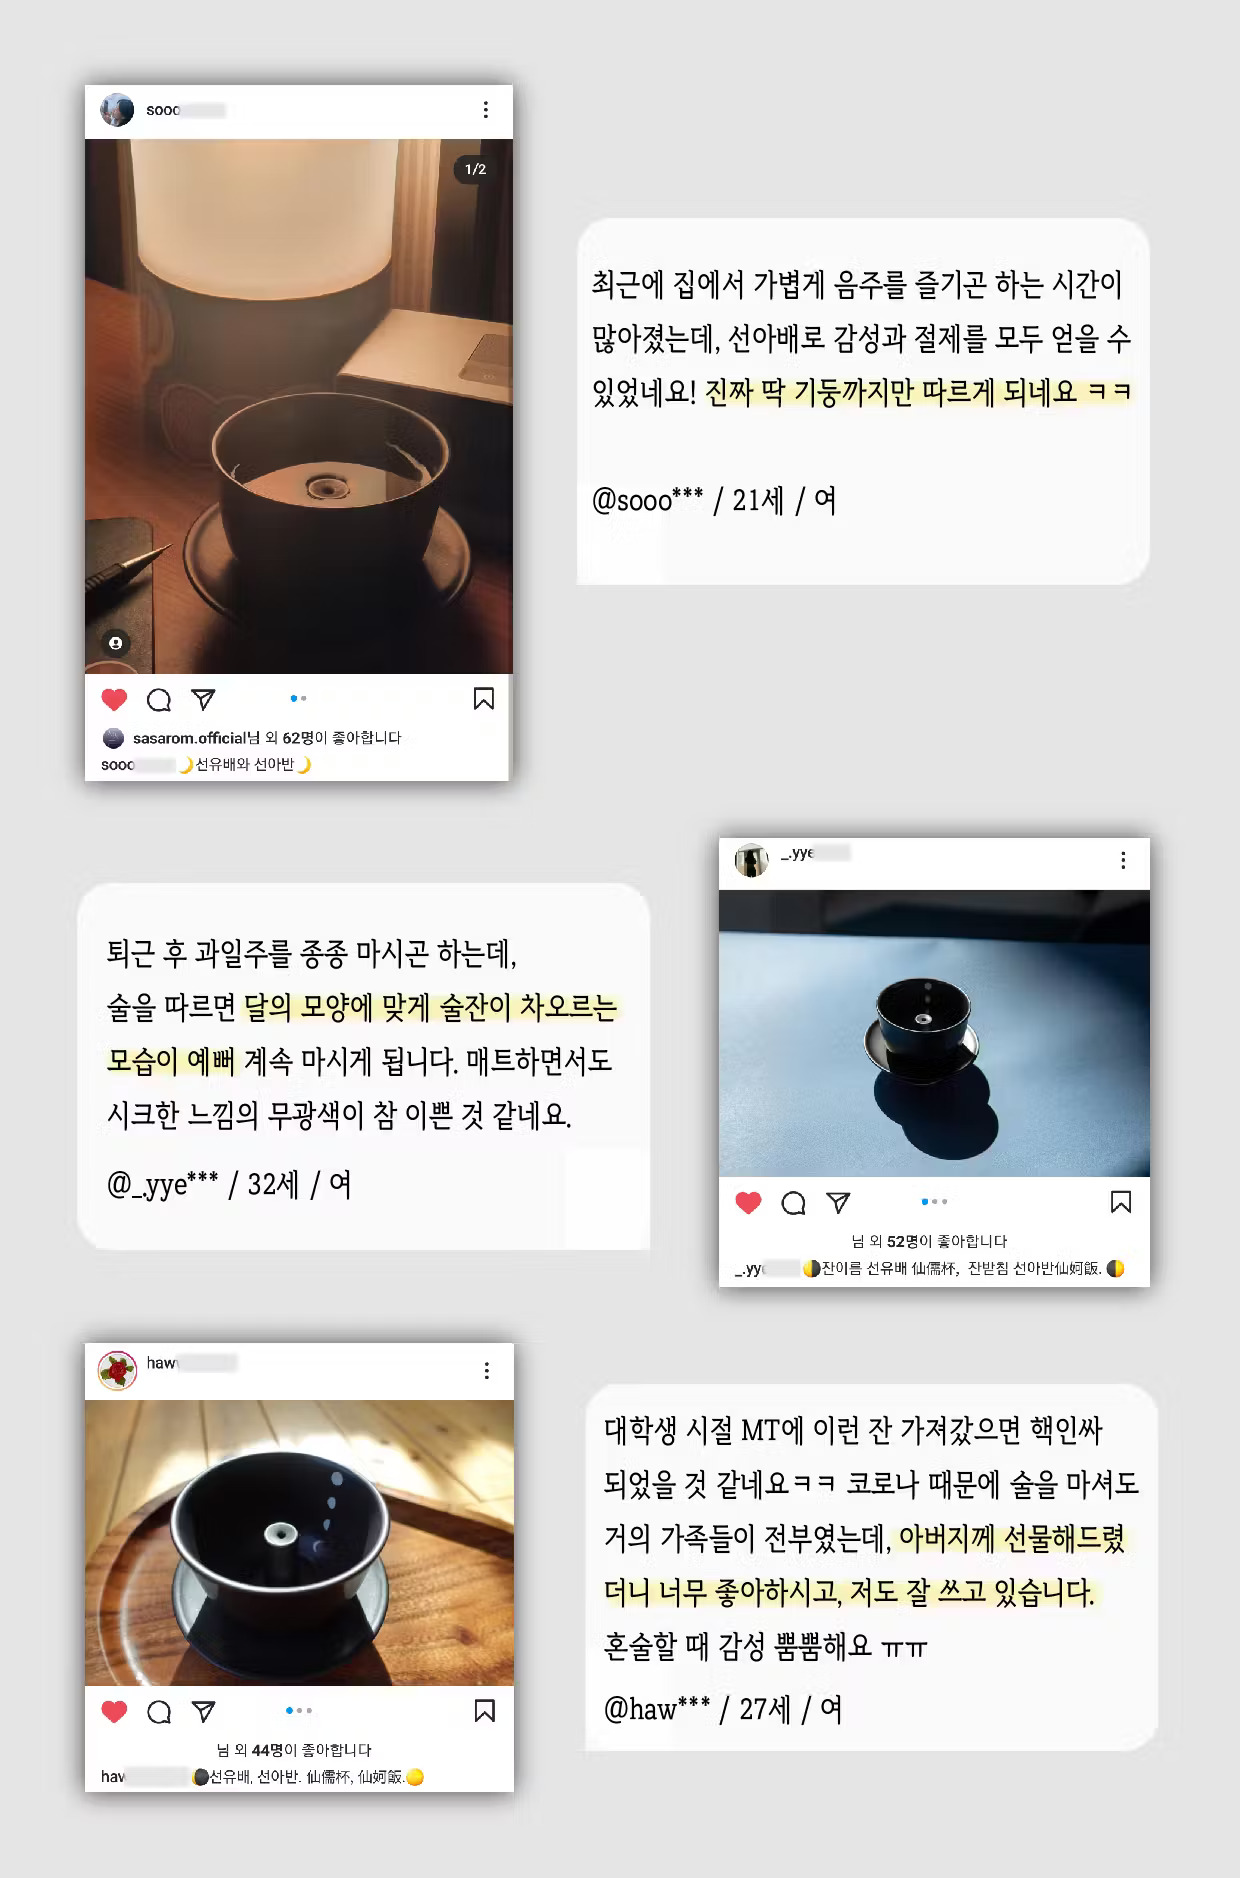 sooo
1/2
최근에 집에서 가볍게 음주를 즐기곤 하는 시간이
많아졌는데, 선아배로 감성과 절제를 모두 얻을 수
있었네요! 진짜 딱 기둥까지만 따르게 되네요 ㅋㅋ
@sooo*** / 21세 / 여
sasarom.official님 외 62명이 좋아합니다
sooo 🌙선유배와 선아반🌙
퇴근 후 과일주를 종종 마시곤 하는데,
술을 따르면 달의 모양에 맞게 술잔이 차오르는
모습이 예뻐 계속 마시게 됩니다. 매트하면서도
시크한 느낌의 무광색이 참 이쁜 것 같네요.
@_.yye*** / 32세 / 여
_.yye
님 외 52명이 좋아합니다
_.yye 🌗잔이름 선유배 仙儒杯, 잔받침 선아반仙妸飯. 🌓
haw
대학생 시절 MT에 이런 잔 가져갔으면 핵인싸
되었을 것 같네요ㅋㅋ 코로나 때문에 술을 마셔도
거의 가족들이 전부였는데, 아버지께 선물해드렸
더니 너무 좋아하시고, 저도 잘 쓰고 있습니다.
혼술할 때 감성 뿜뿜해요 ㅠㅠ
@haw*** / 27세 / 여
님 외 44명이 좋아합니다
haw 🌘선유배, 선아반. 仙儒杯, 仙妸飯.🌕